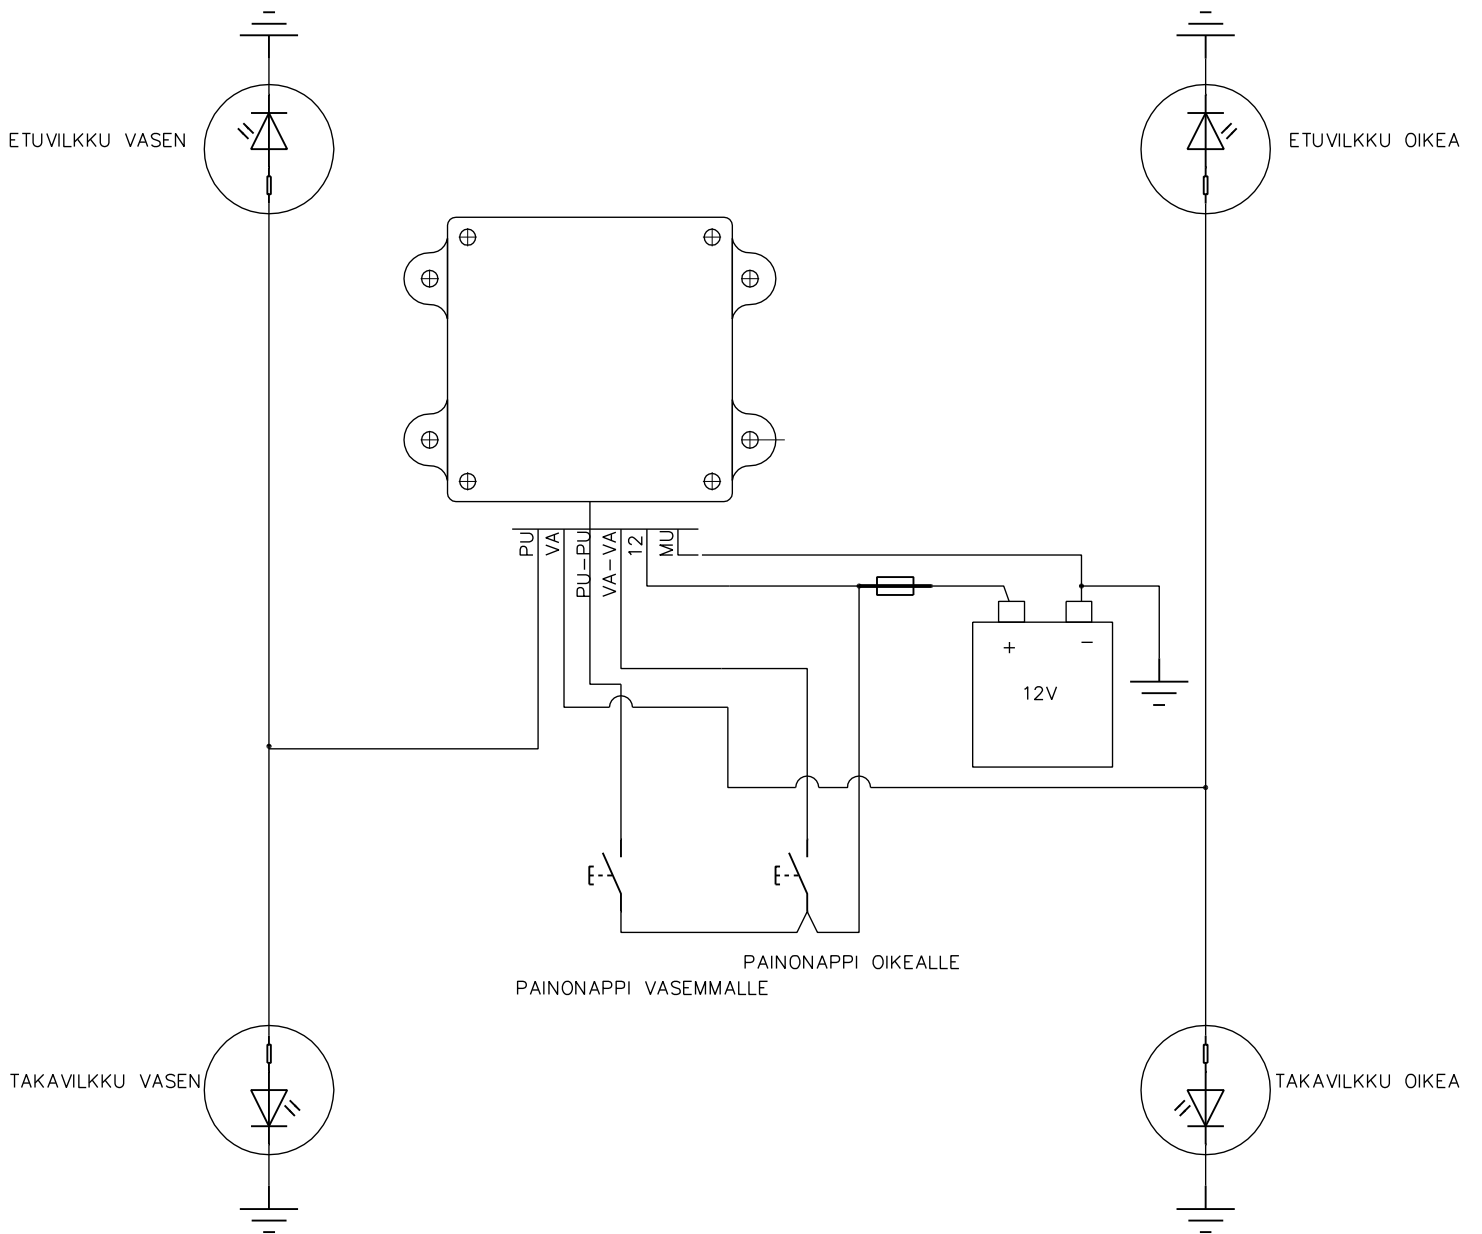 ETUVILKKU VASEN
ETUVILKKU OIKEA
PU
VA
PU-PU
VA-VA
12
MU
+
-
12V
PAINONAPPI OIKEALLE
PAINONAPPI VASEMMALLE
TAKAVILKKU VASEN
TAKAVILKKU OIKEA